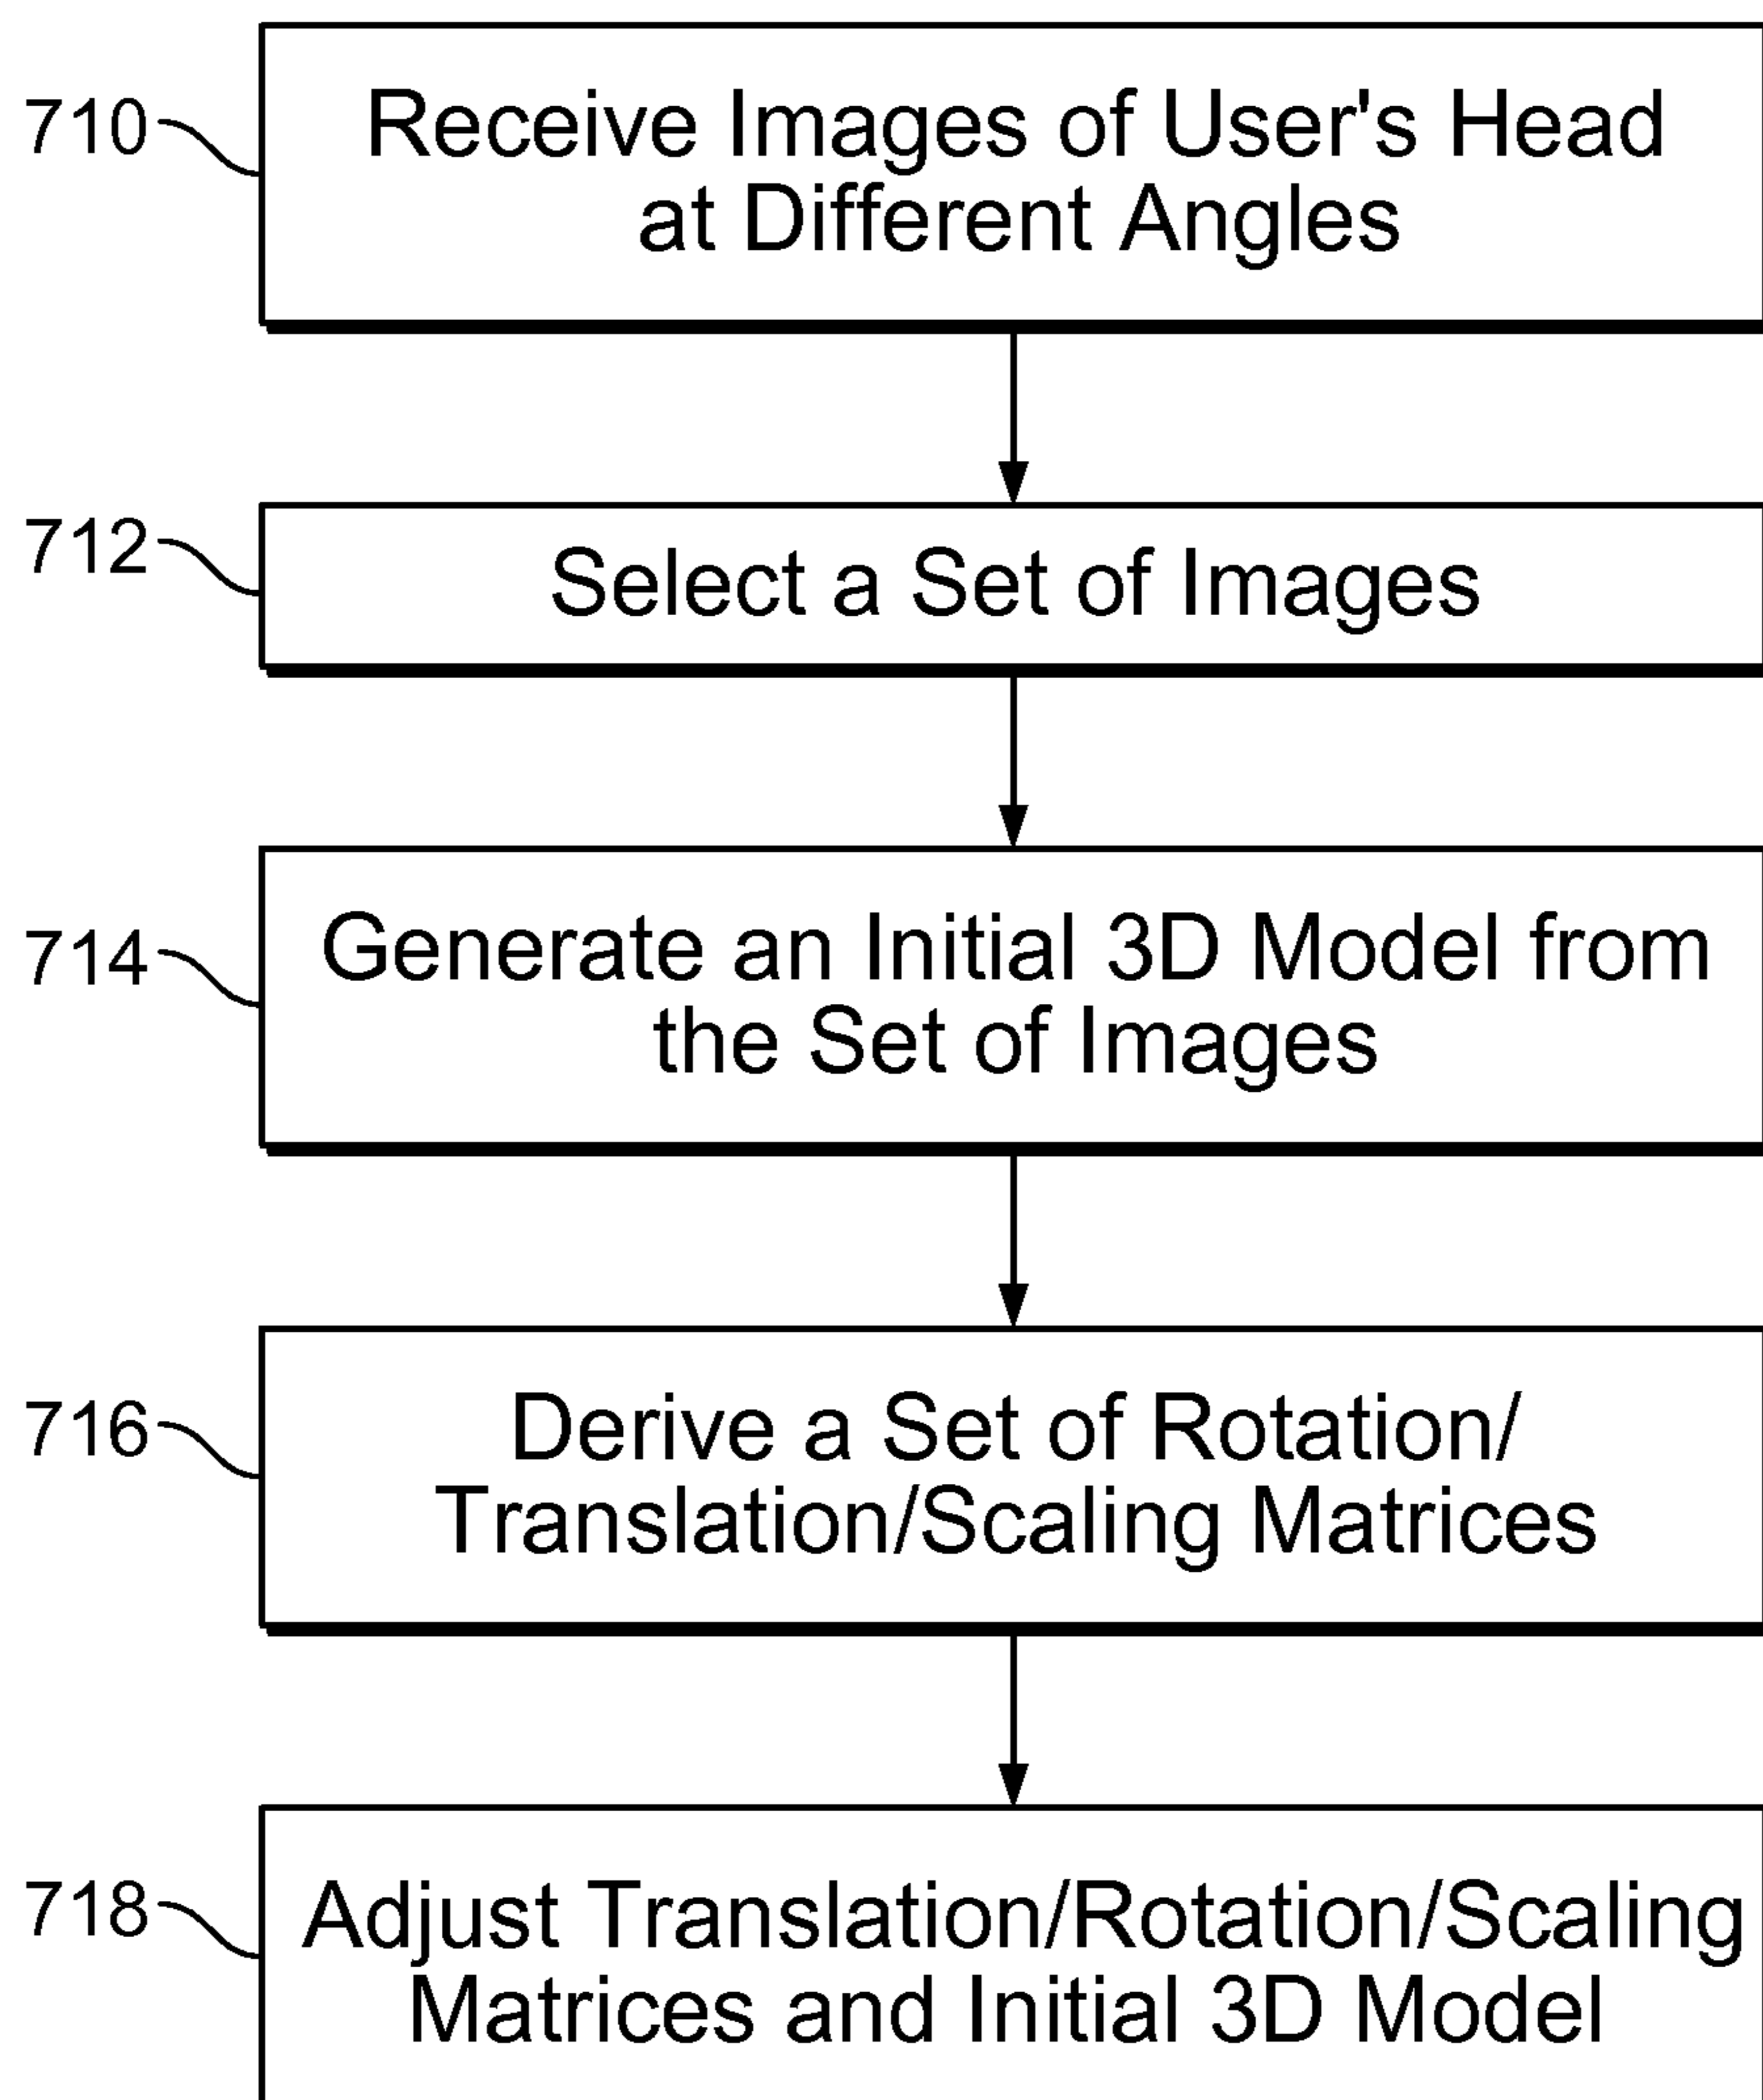 710
Receive Images of User's Head
at Different Angles
712
Select a Set of Images
714
Generate an Initial 3D Model from
the Set of Images
716
Derive a Set of Rotation/
Translation/Scaling Matrices
718
Adjust Translation/Rotation/Scaling
Matrices and Initial 3D Model